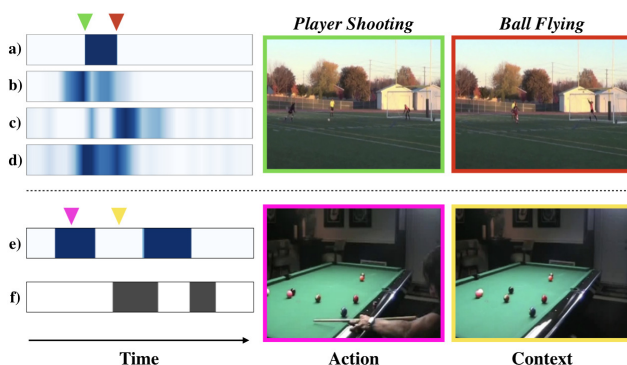 Player Shooting
Ball Flying
a)
b)
c)
d)
e)
f)
Time
Action
Context